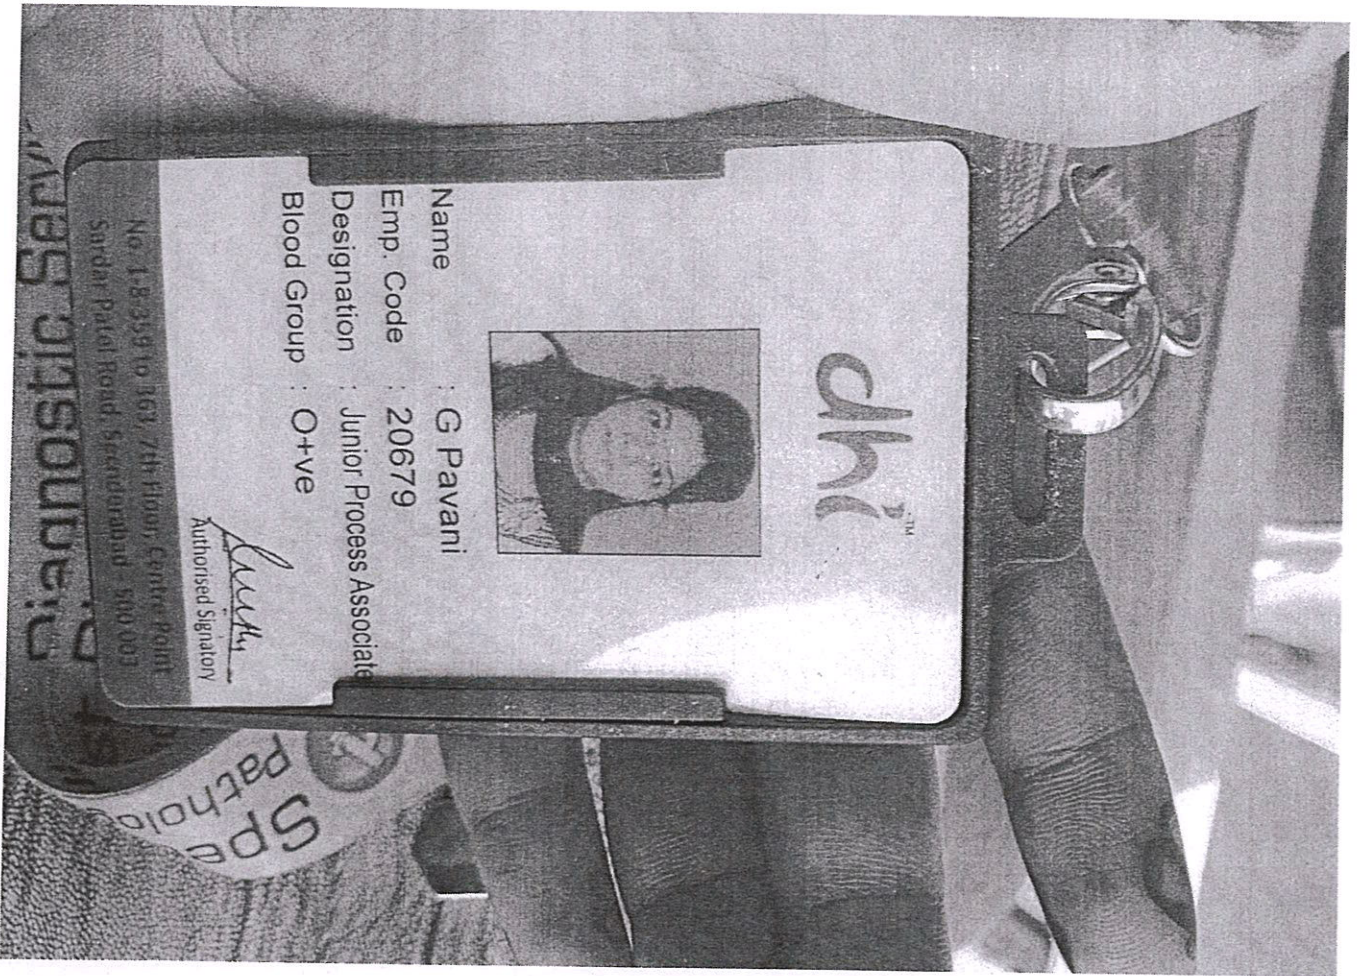 dhi™
Name : G Pavani
Emp. Code : 20679
Designation : Junior Process Associate
Blood Group : O+ve
Authorised Signatory
No. 1-8-359 to 363, 7th Floor, Centre Point
Sardar Patel Road, Secunderabad - 500 003
Diagnostic
Spe
Patholo